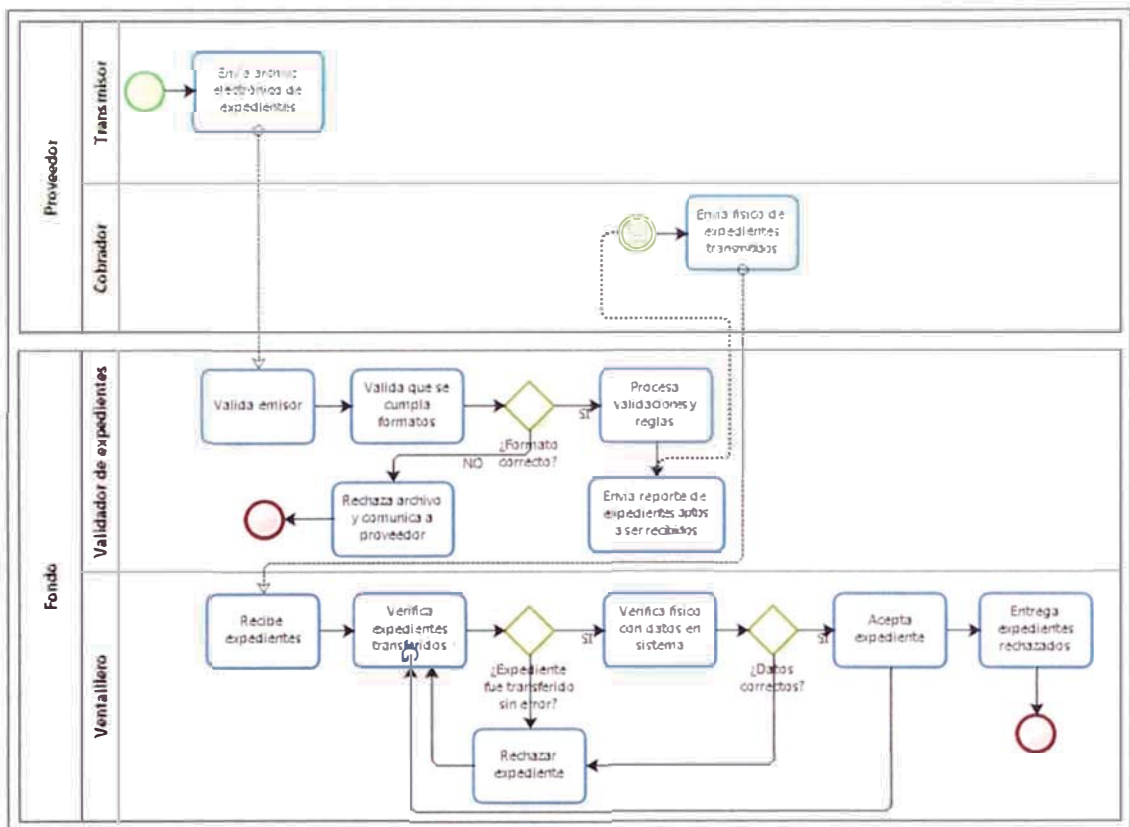 Proveedor
Transmisor
Envía archivo
electrónico de
expedientes
Cobrador
Envía físico de
expedientes
transmitidos
Fondo
Validador de expedientes
Valida emisor
Valida que se
cumpla
formatos
¿Formato
correcto?
SI
NO
Procesa
validaciones y
reglas
Rechaza archivo
y comunica a
proveedor
Envía reporte de
expedientes aptos
a ser recibidos
Ventanillero
Recibe
expedientes
Verifica
expedientes
transferidos
¿Expediente
fue transferido
sin error?
SI
Verifica físico
con datos en
sistema
¿Datos
correctos?
SI
Acepta
expediente
Entrega
expedientes
rechazados
Rechazar
expediente